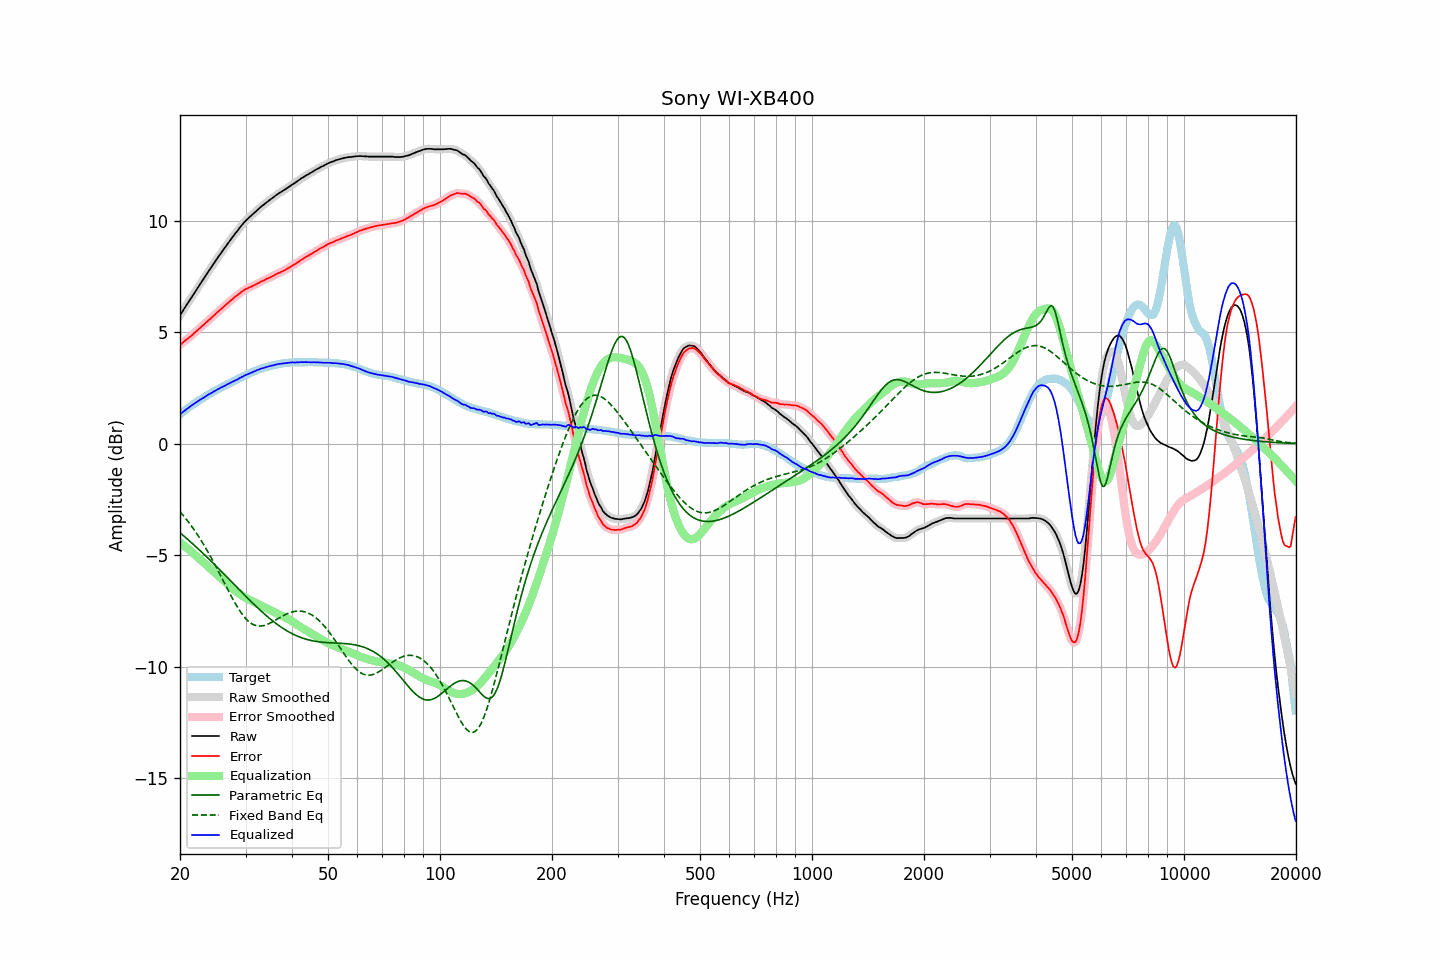 Sony WI-XB400
Amplitude (dBr)
10
5
0
−5
−10
−15
Target
Raw Smoothed
Error Smoothed
Raw
Error
Equalization
Parametric Eq
Fixed Band Eq
Equalized
20 50 100 200 500 1000 2000 5000 10000 20000
Frequency (Hz)